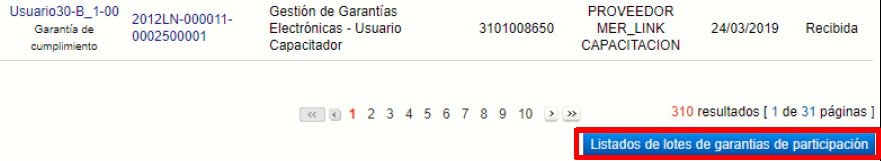 Usuario30-B_1-00
Garantía de
cumplimiento
2012LN-000011-
0002500001
Gestión de Garantías
Electrónicas - Usuario
Capacitador
3101008650
PROVEEDOR
MER_LINK
CAPACITACION
24/03/2019
Recibida
1 2 3 4 5 6 7 8 9 10
310 resultados [ 1 de 31 páginas ]
Listados de lotes de garantias de participación